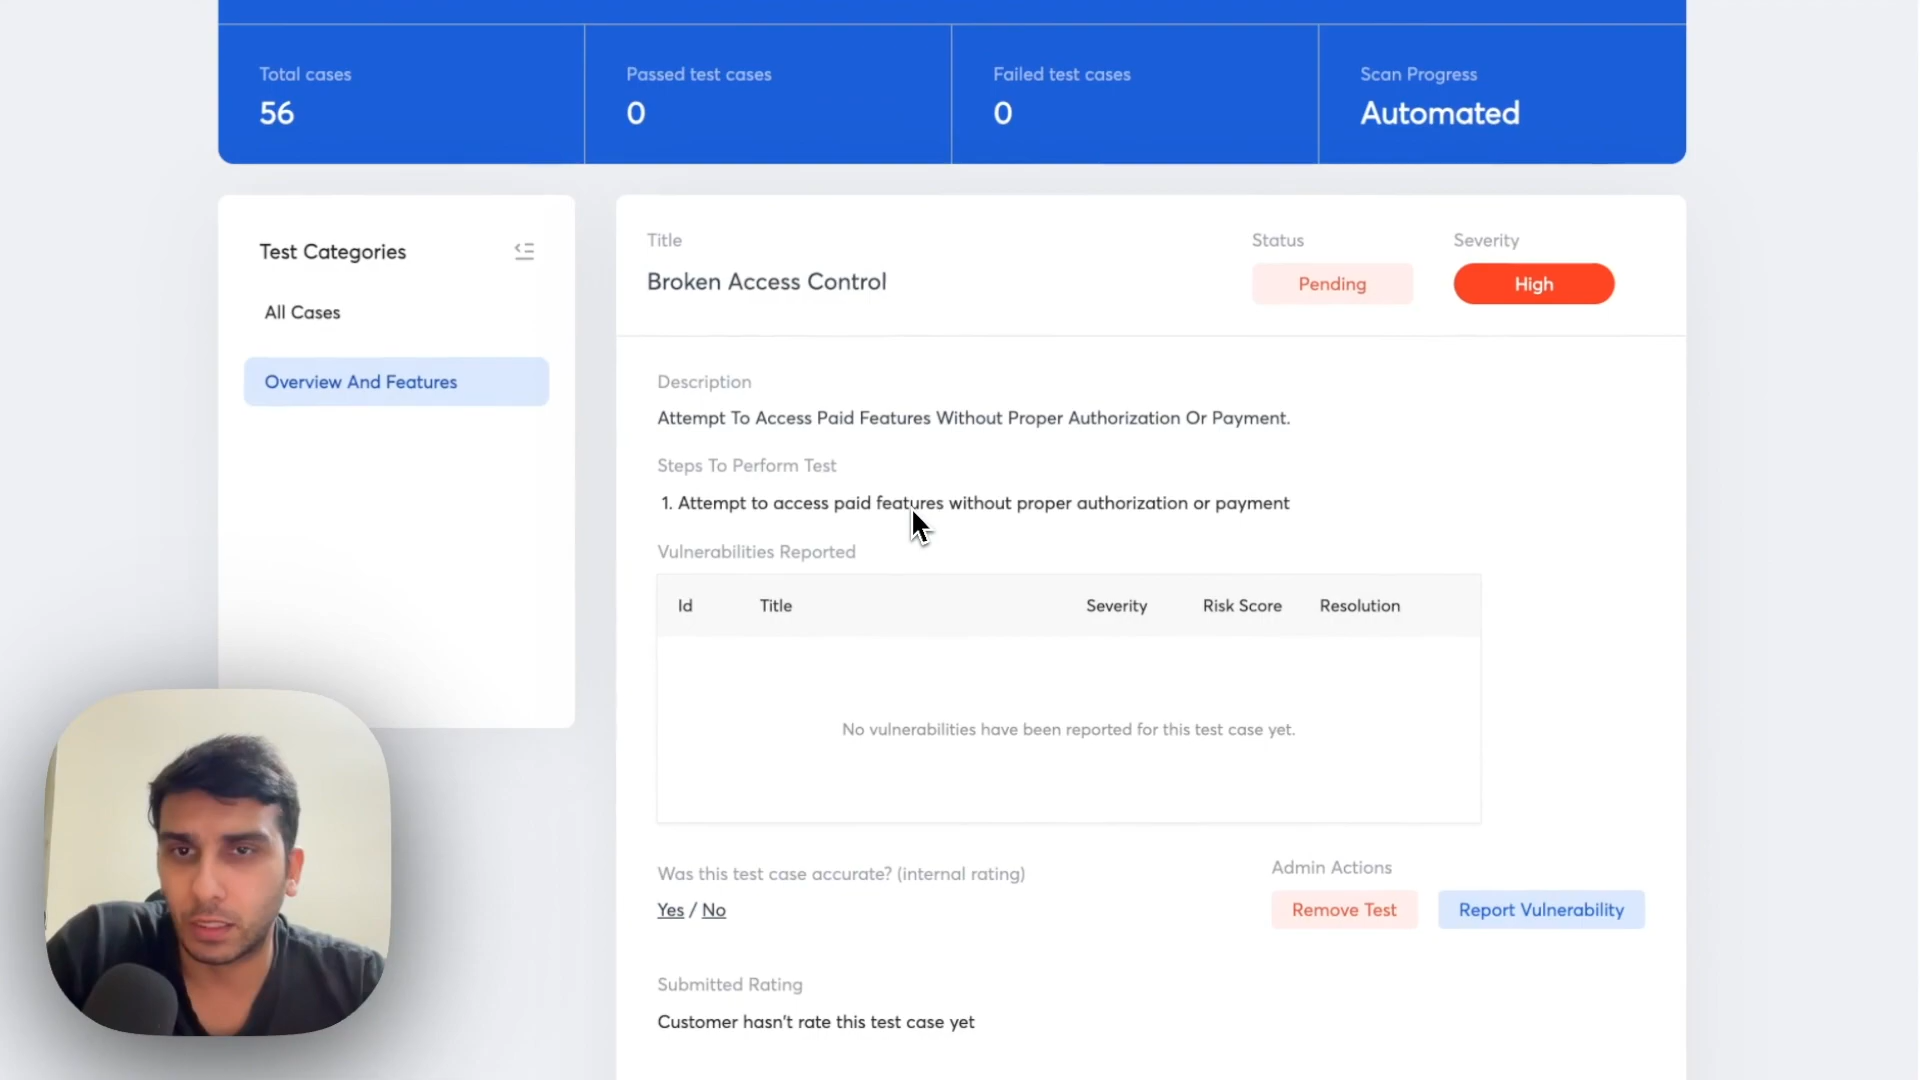 Total cases
56
Passed test cases
0
Failed test cases
0
Scan Progress
Automated
Test Categories
All Cases
Overview And Features
Title
Broken Access Control
Status
Pending
Severity
High
Description
Attempt To Access Paid Features Without Proper Authorization Or Payment.
Steps To Perform Test
1. Attempt to access paid features without proper authorization or payment
Vulnerabilities Reported
Id Title Severity Risk Score Resolution
No vulnerabilities have been reported for this test case yet.
Was this test case accurate? (internal rating)
Yes / No
Admin Actions
Remove Test Report Vulnerability
Submitted Rating
Customer hasn't rate this test case yet